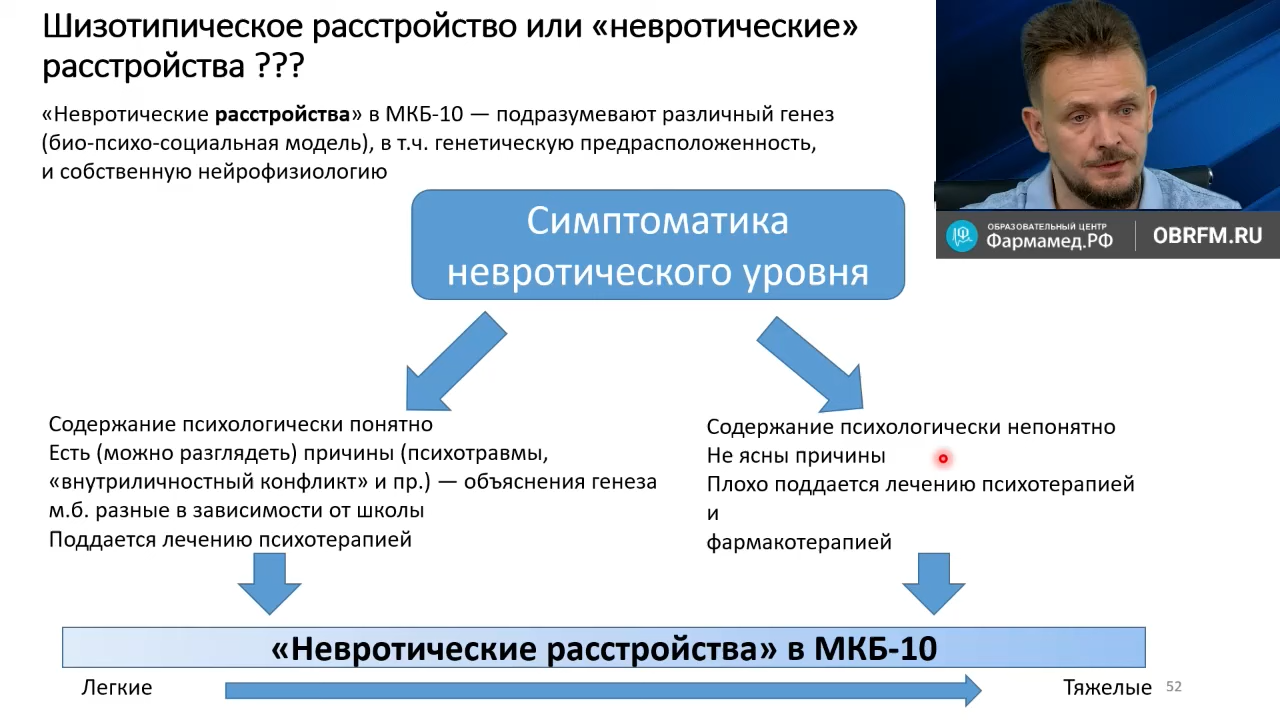 Шизотипическое расстройство или «невротические»
расстройства ???
«Невротические расстройства» в МКБ-10 — подразумевают различный генез
(био-психо-социальная модель), в т.ч. генетическую предрасположенность,
и собственную нейрофизиологию
ОБРАЗОВАТЕЛЬНЫЙ ЦЕНТР
Фармамед.РФ
OBRFM.RU
Симптоматика
невротического уровня
Содержание психологически понятно
Есть (можно разглядеть) причины (психотравмы,
«внутриличностный конфликт» и пр.) — объяснения генеза
м.б. разные в зависимости от школы
Поддается лечению психотерапией
Содержание психологически непонятно
Не ясны причины
Плохо поддается лечению психотерапией
и
фармакотерапией
«Невротические расстройства» в МКБ-10
Легкие
Тяжелые
52